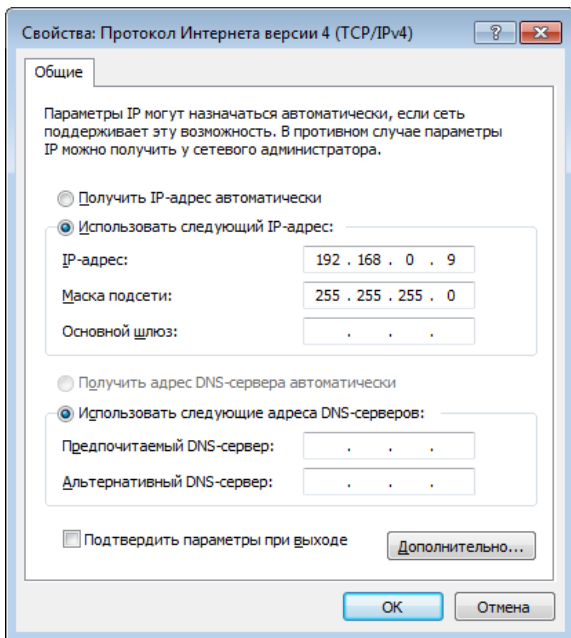 Свойства: Протокол Интернета версии 4 (TCP/IPv4)
Общие
Параметры IP могут назначаться автоматически, если сеть
поддерживает эту возможность. В противном случае параметры
IP можно получить у сетевого администратора.
Получить IP-адрес автоматически
Использовать следующий IP-адрес:
IP-адрес: 192 . 168 . 0 . 9
Маска подсети: 255 . 255 . 255 . 0
Основной шлюз: . . .
Получить адрес DNS-сервера автоматически
Использовать следующие адреса DNS-серверов:
Предпочитаемый DNS-сервер: . . .
Альтернативный DNS-сервер: . . .
Подтвердить параметры при выходе
Дополнительно...
ОК Отмена